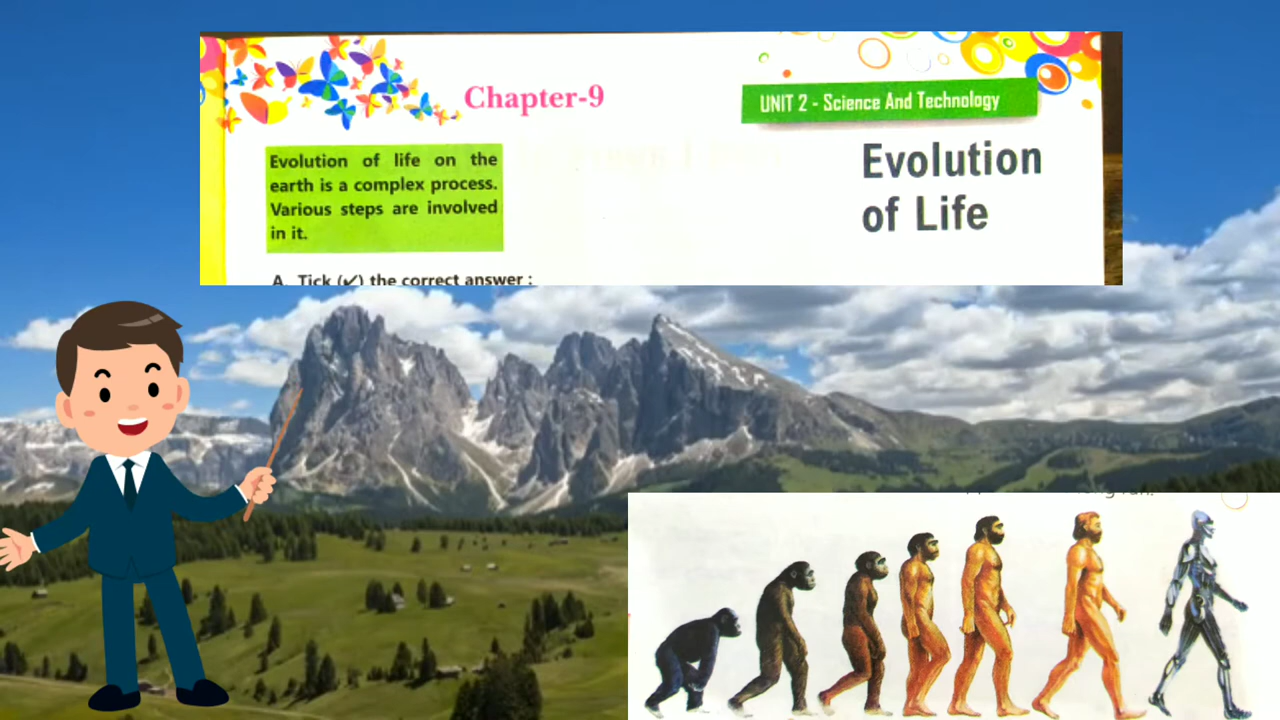 Chapter-9
UNIT 2 - Science And Technology
Evolution
of Life
Evolution of life on the
earth is a complex process.
Various steps are involved
in it.
A. Tick (✓) the correct answer :